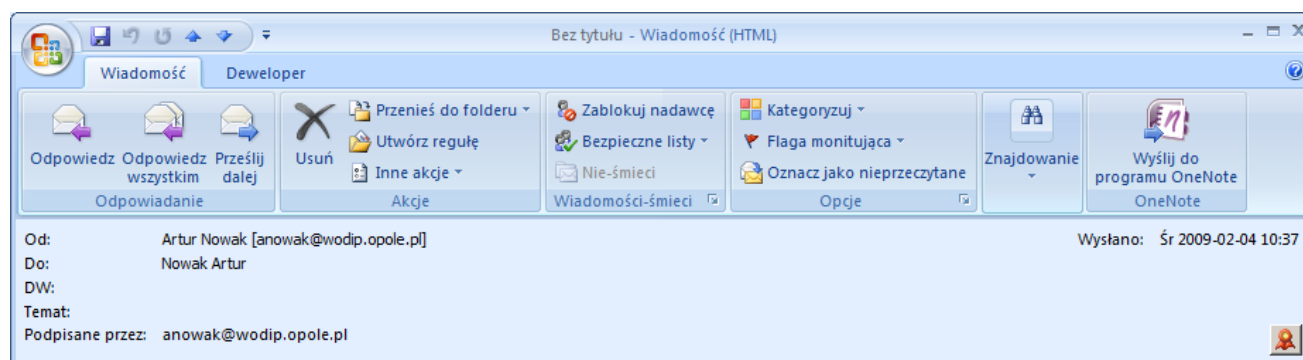 Bez tytułu - Wiadomość (HTML)
Wiadomość Deweloper
Odpowiedz Odpowiedz wszystkim Prześlij dalej
Odpowiadanie
Usuń
Przenieś do folderu
Utwórz regułę
Inne akcje
Akcje
Zablokuj nadawcę
Bezpieczne listy
Nie-śmieci
Wiadomości-śmieci
Kategoryzuj
Flaga monitująca
Oznacz jako nieprzeczytane
Opcje
Znajdowanie
Wyślij do
programu OneNote
OneNote
Od: Artur Nowak [anowak@wodip.opole.pl] Wysłano: Śr 2009-02-04 10:37
Do: Nowak Artur
DW:
Temat:
Podpisane przez: anowak@wodip.opole.pl